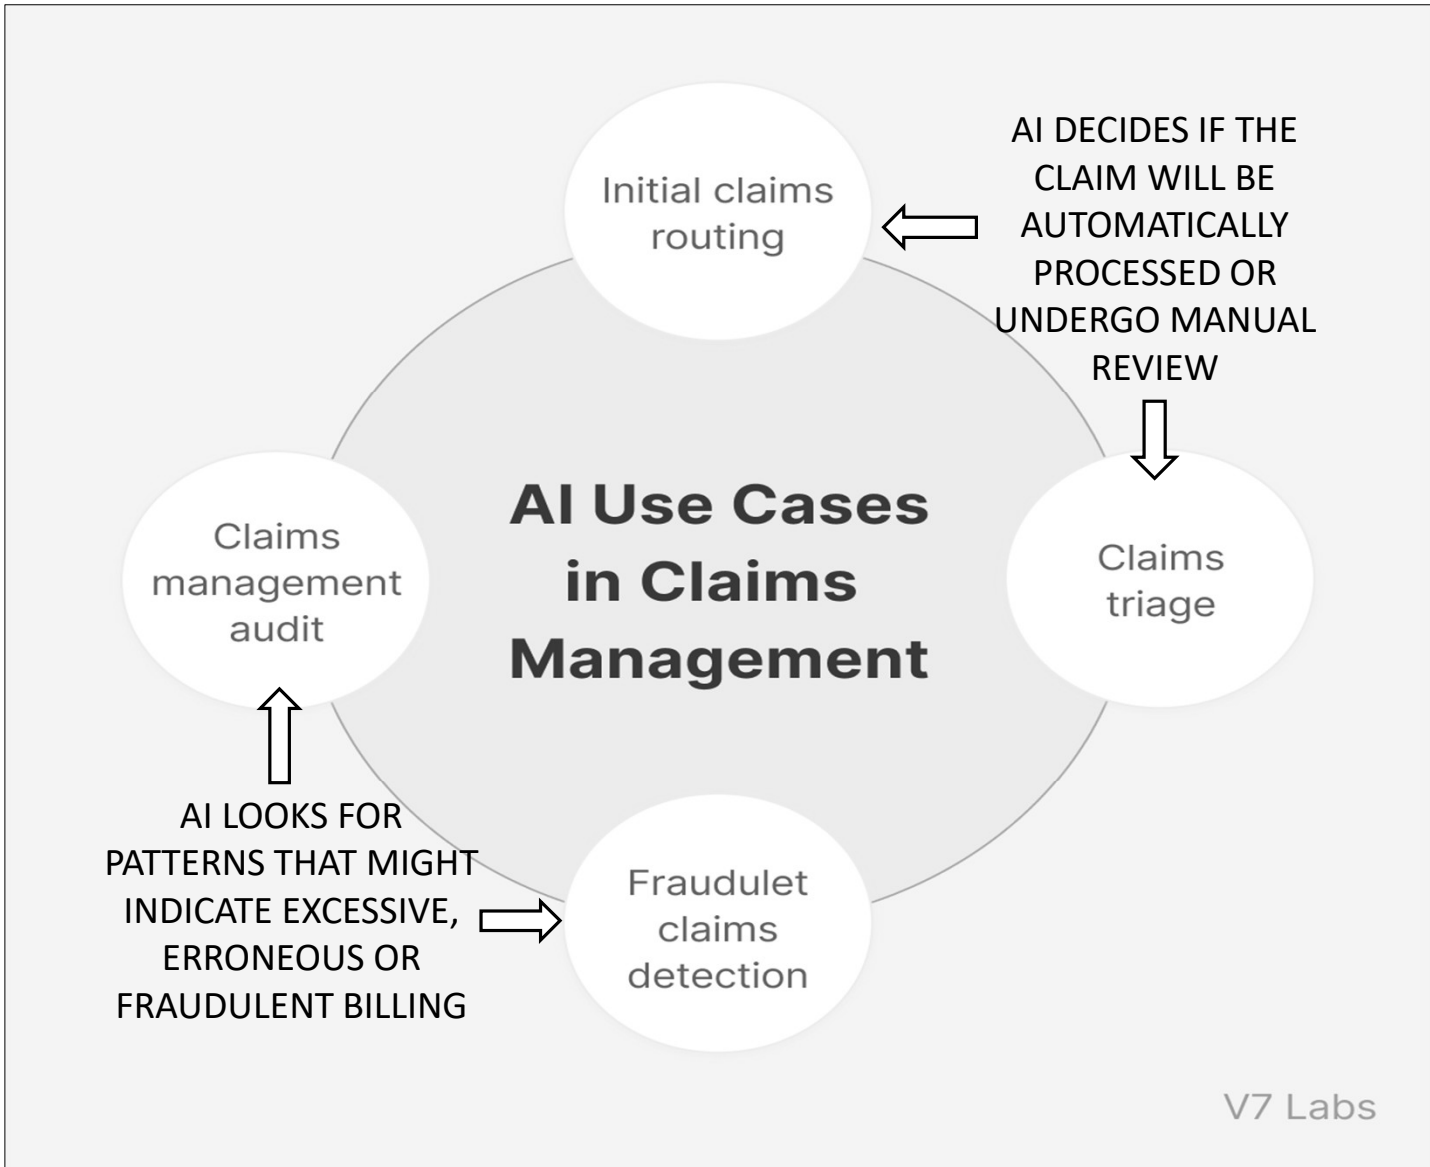 Initial claims
routing
AI DECIDES IF THE
CLAIM WILL BE
AUTOMATICALLY
PROCESSED OR
UNDERGO MANUAL
REVIEW
AI Use Cases
in Claims
Management
Claims
management
audit
Claims
triage
AI LOOKS FOR
PATTERNS THAT MIGHT
INDICATE EXCESSIVE,
ERRONEOUS OR
FRAUDULENT BILLING
Fraudulet
claims
detection
V7 Labs